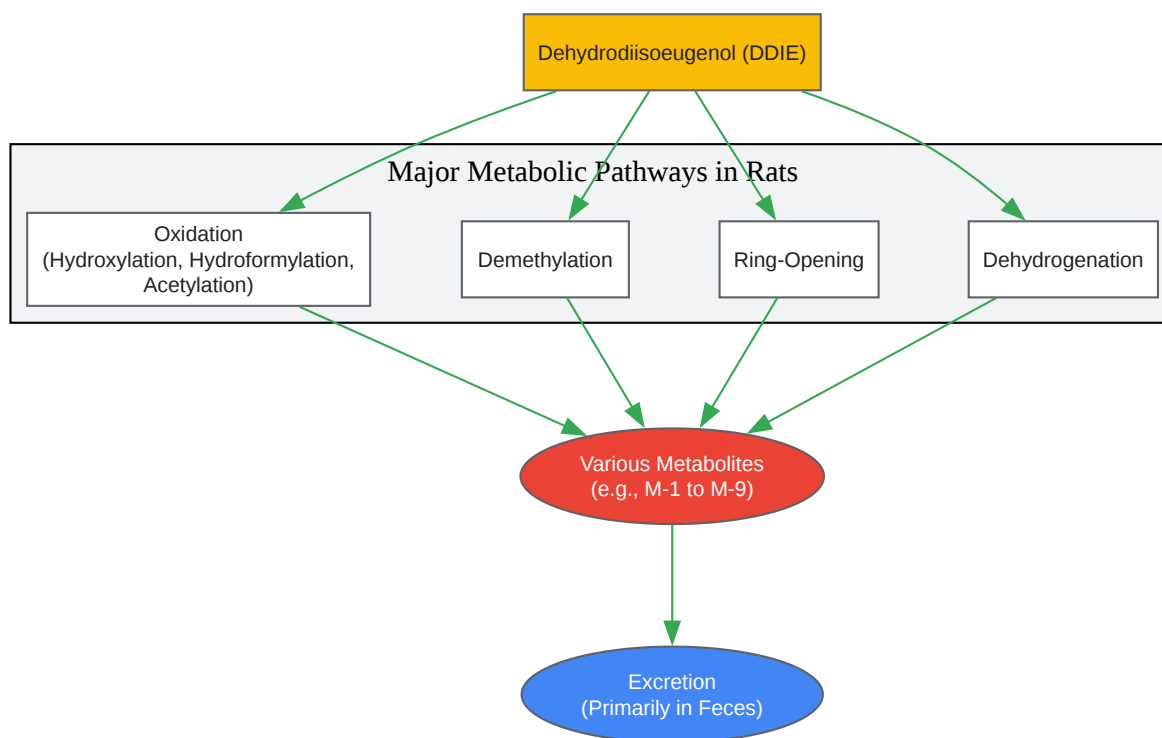 Dehydrodiisoeugenol (DDIE)
Major Metabolic Pathways in Rats
Oxidation
(Hydroxylation, Hydroformylation,
Acetylation)
Demethylation
Ring-Opening
Dehydrogenation
Various Metabolites
(e.g., M-1 to M-9)
Excretion
(Primarily in Feces)